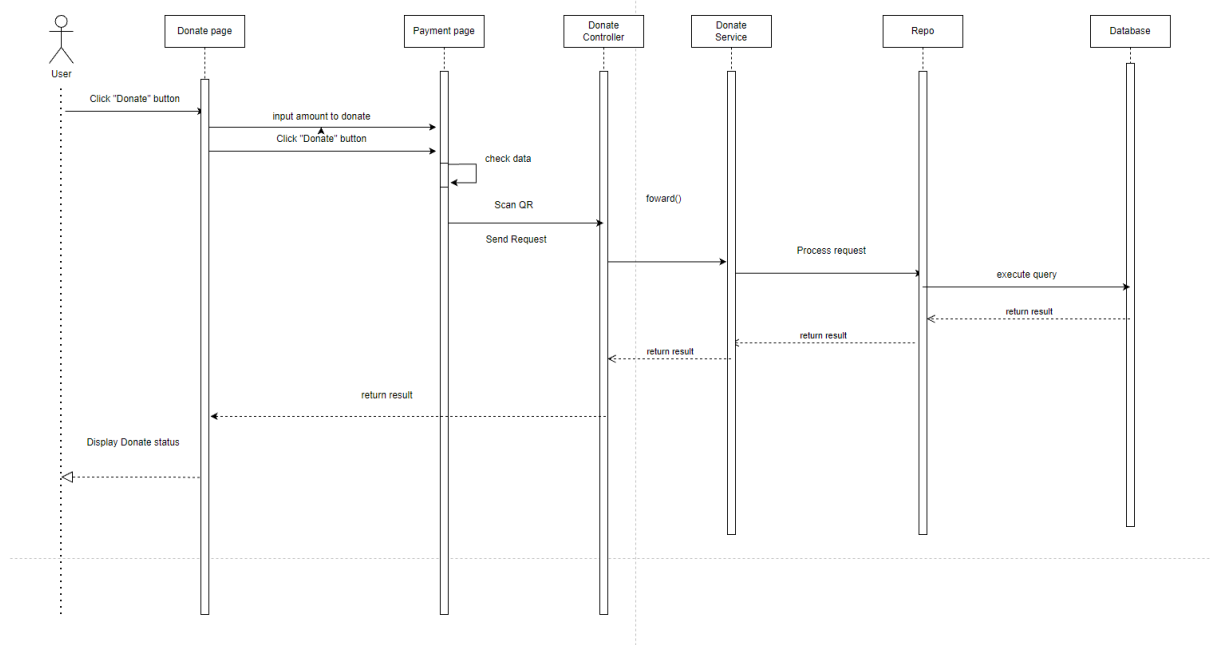 Donate page
Payment page
Donate
Controller
Donate
Service
Repo
Database
User
Click "Donate" button
input amount to donate
Click "Donate" button
check data
Scan QR
foward()
Send Request
Process request
execute query
return result
return result
return result
return result
Display Donate status